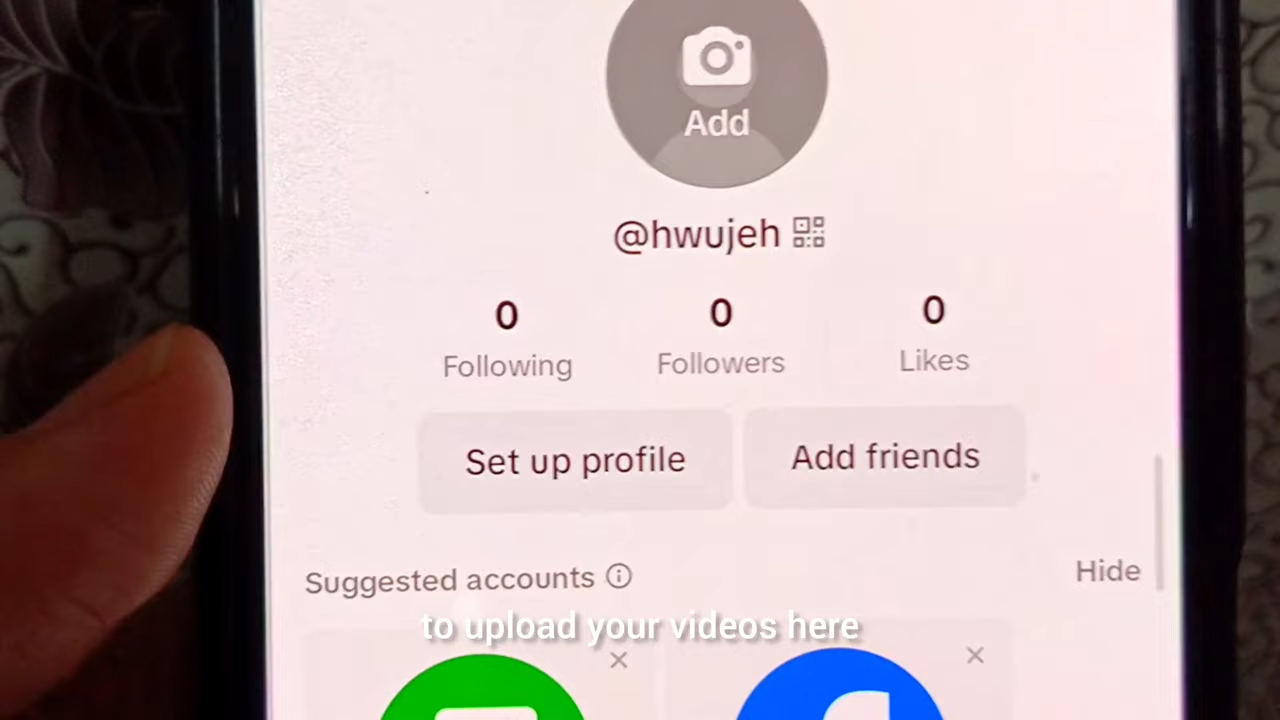 Add
@hwujeh
0 0 0
Following Followers Likes
Set up profile Add friends
Suggested accounts Hide
to upload your videos here